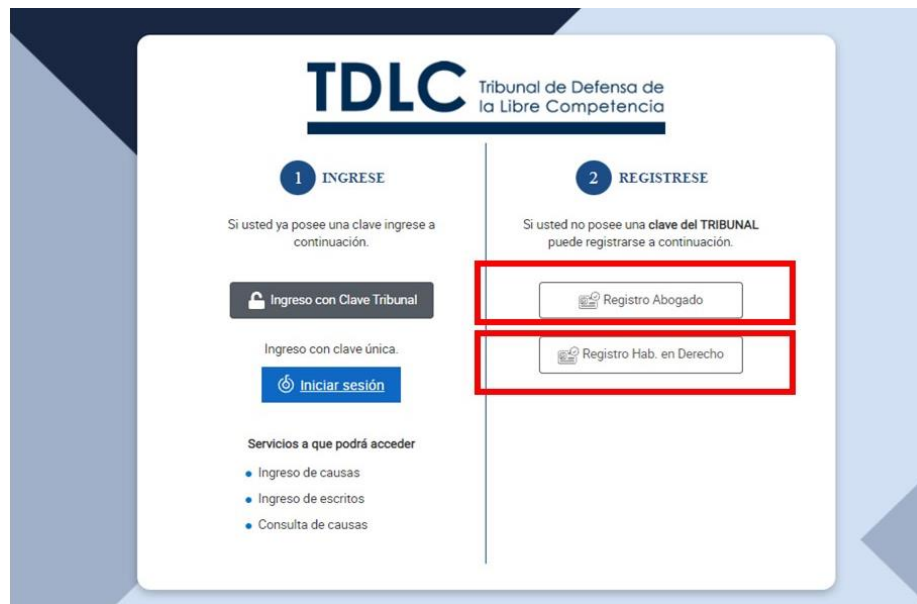 TDLC
Tribunal de Defensa de
la Libre Competencia
1 INGRESE
Si usted ya posee una clave ingrese a
continuación.
Ingreso con Clave Tribunal
Ingreso con clave única.
Iniciar sesión
Servicios a que podrá acceder
Ingreso de causas
Ingreso de escritos
Consulta de causas
2 REGISTRESE
Si usted no posee una clave del TRIBUNAL
puede registrarse a continuación.
Registro Abogado
Registro Hab. en Derecho